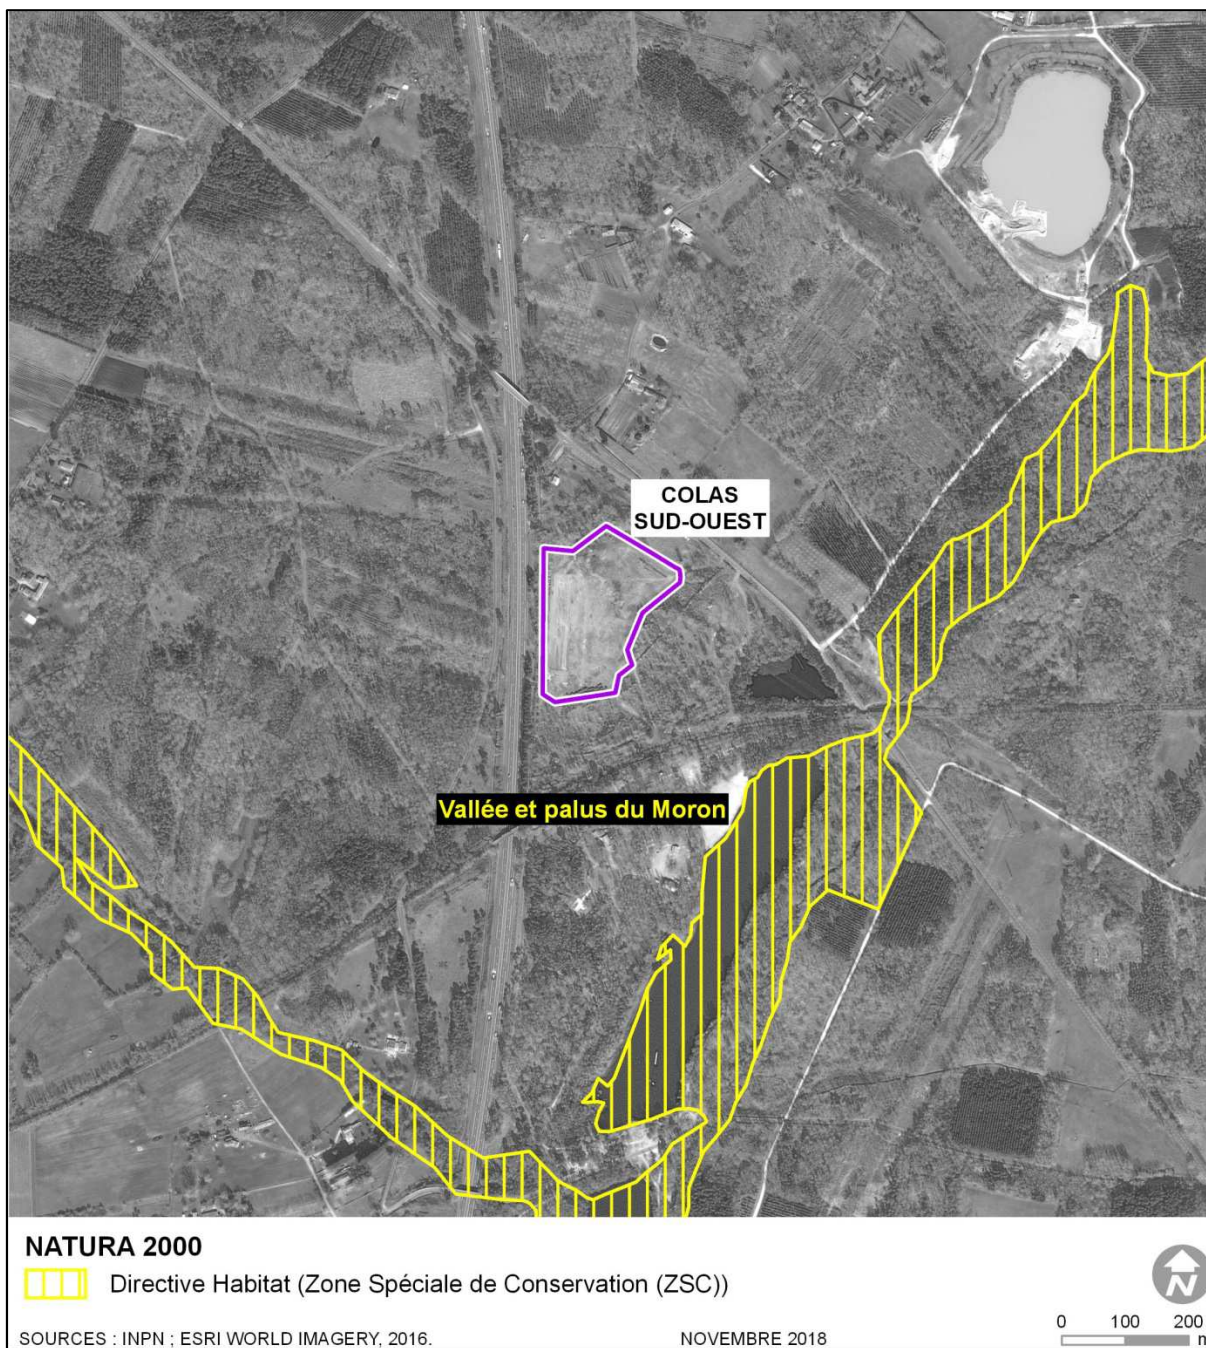 COLAS
SUD-OUEST
Vallée et palus du Moron
NATURA 2000
Directive Habitat (Zone Spéciale de Conservation (ZSC))
N
0 100 200
m
SOURCES : INPN ; ESRI WORLD IMAGERY, 2016. NOVEMBRE 2018